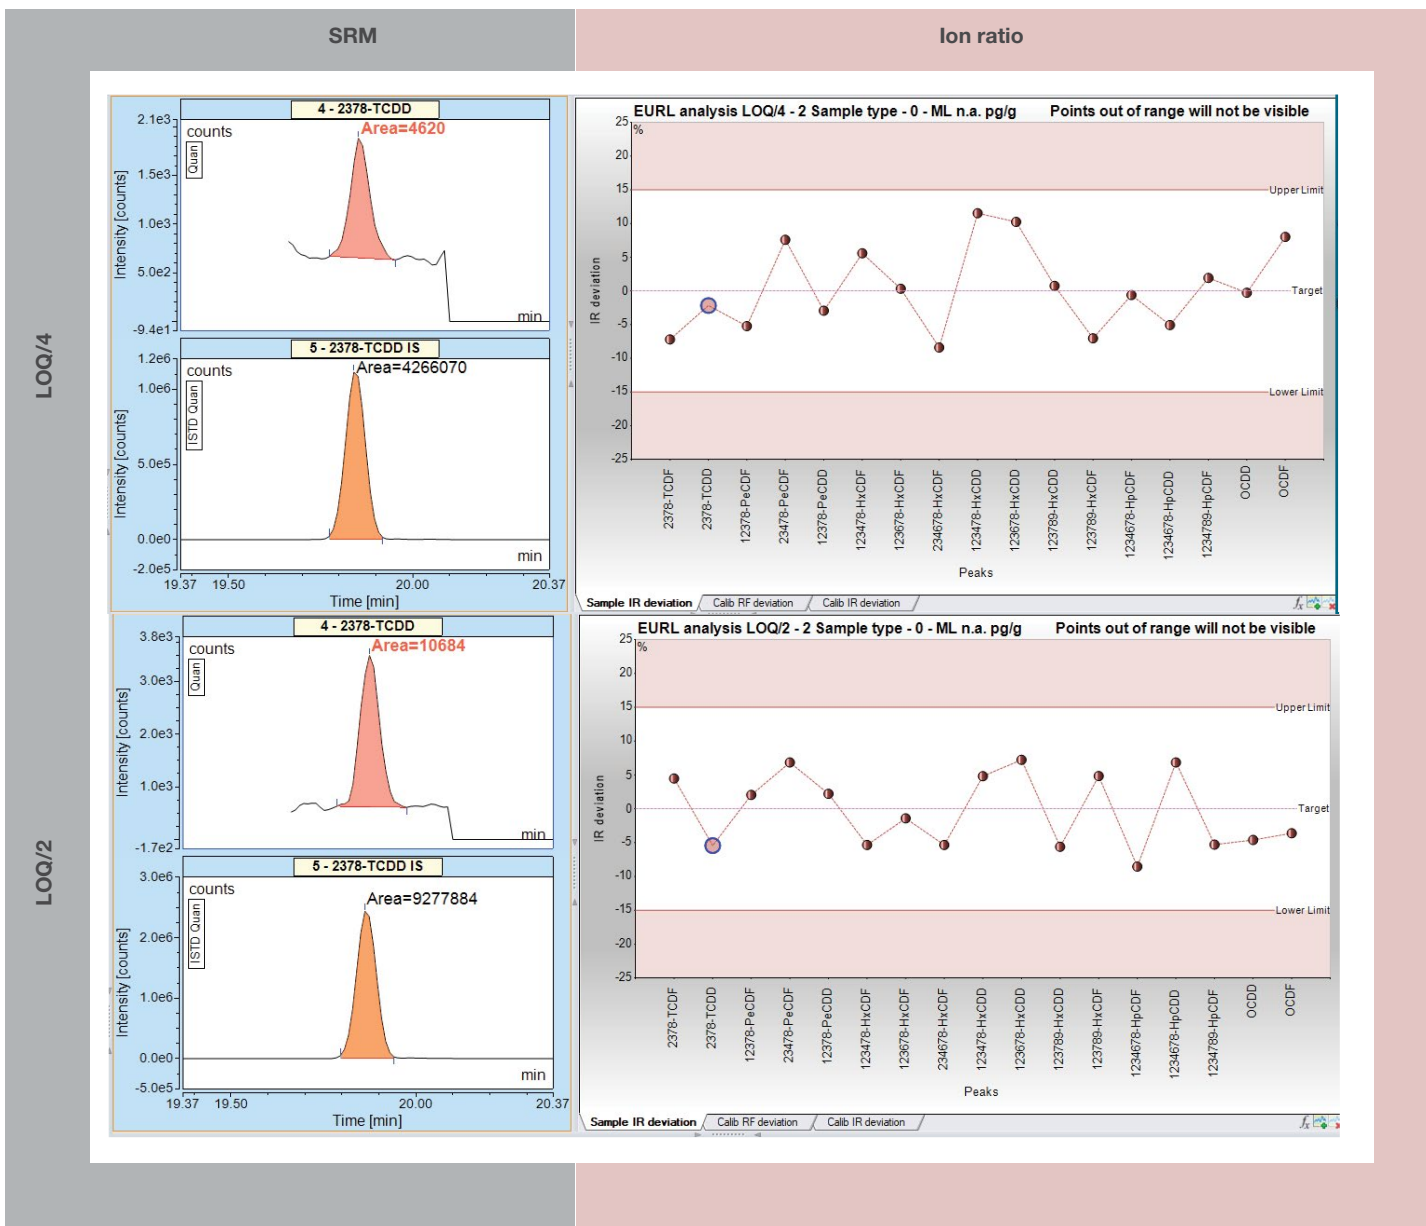 SRM
Ion ratio
LOQ/4
4 - 2378-TCDD
2.1e3
1.5e3
1.0e3
5.0e2
-9.4e1
Intensity [counts]
counts
Quan
Area=4620
min
5 - 2378-TCDD IS
1.2e6
1.0e6
5.0e5
0.0e0
-2.0e5
Intensity [counts]
counts
ISTD Quan
Area=4266070
min
19.37 19.50 20.00 20.37
Time [min]
EURL analysis LOQ/4 - 2 Sample type - 0 - ML n.a. pg/g Points out of range will not be visible
%
25
20
15
10
5
0
-5
-10
-15
-20
-25
IR deviation
Upper Limit
Target
Lower Limit
2378-TCDF
2378-TCDD
12378-PeCDF
23478-PeCDF
12378-PeCDD
123478-HxCDF
123678-HxCDF
234678-HxCDF
123478-HxCDD
123678-HxCDD
123789-HxCDD
123789-HxCDF
1234678-HpCDF
1234678-HpCDD
1234789-HpCDF
OCDD
OCDF
Peaks
Sample IR deviation Calib RF deviation Calib IR deviation
fx
LOQ/2
4 - 2378-TCDD
3.8e3
3.0e3
2.0e3
1.0e3
-1.7e2
Intensity [counts]
counts
Quan
Area=10684
min
5 - 2378-TCDD IS
3.0e6
2.0e6
1.0e6
0.0e0
-5.0e5
Intensity [counts]
counts
ISTD Quan
Area=9277884
min
19.37 19.50 20.00 20.37
Time [min]
EURL analysis LOQ/2 - 2 Sample type - 0 - ML n.a. pg/g Points out of range will not be visible
%
25
20
15
10
5
0
-5
-10
-15
-20
-25
IR deviation
Upper Limit
Target
Lower Limit
2378-TCDF
2378-TCDD
12378-PeCDF
23478-PeCDF
12378-PeCDD
123478-HxCDF
123678-HxCDF
234678-HxCDF
123478-HxCDD
123678-HxCDD
123789-HxCDD
123789-HxCDF
1234678-HpCDF
1234678-HpCDD
1234789-HpCDF
OCDD
OCDF
Peaks
Sample IR deviation Calib RF deviation Calib IR deviation
fx